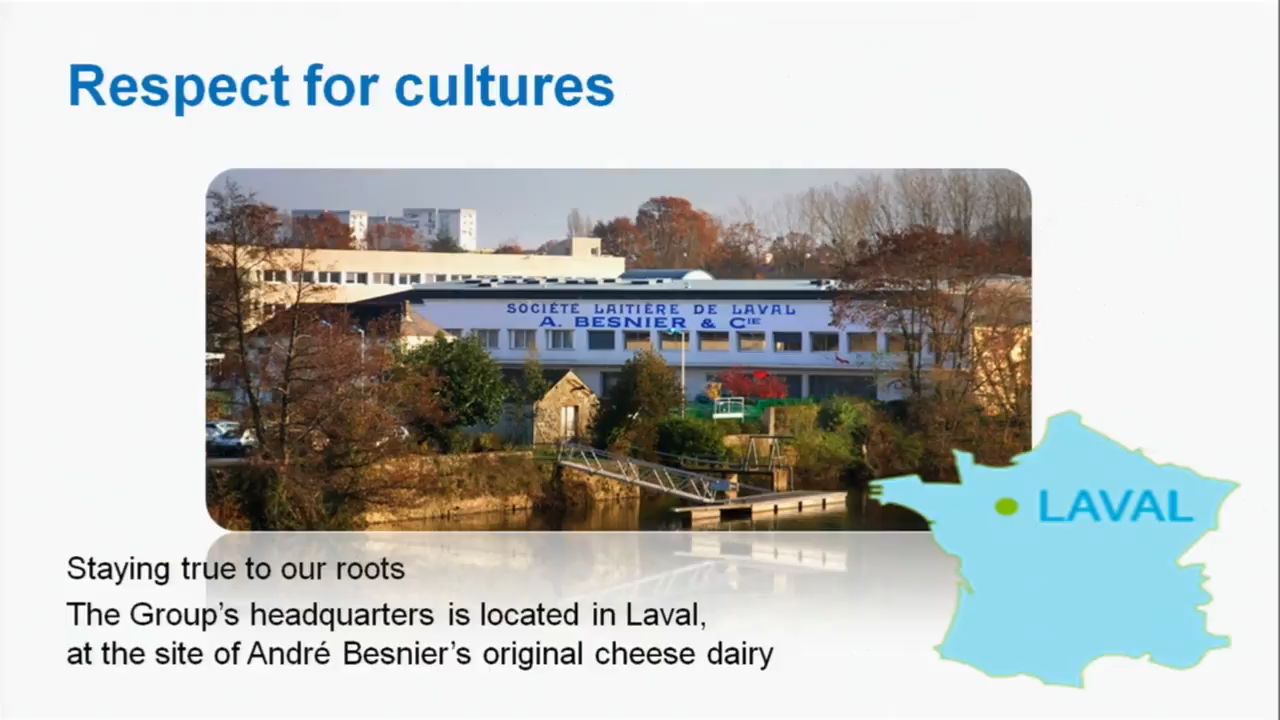 Respect for cultures
SOCIÉTÉ LAITIÈRE DE LAVAL
A. BESNIER & CIE
LAVAL
Staying true to our roots
The Group's headquarters is located in Laval,
at the site of André Besnier's original cheese dairy